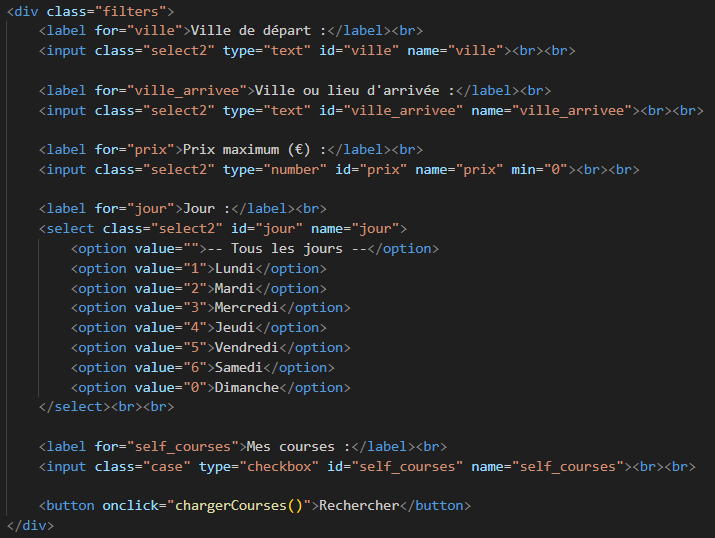 <div class="filters">
    <label for="ville">Ville de départ :</label><br>
    <input class="select2" type="text" id="ville" name="ville"><br><br>

    <label for="ville_arrivee">Ville ou lieu d'arrivée :</label><br>
    <input class="select2" type="text" id="ville_arrivee" name="ville_arrivee"><br><br>

    <label for="prix">Prix maximum (€) :</label><br>
    <input class="select2" type="number" id="prix" name="prix" min="0"><br><br>

    <label for="jour">Jour :</label><br>
    <select class="select2" id="jour" name="jour">
        <option value="">-- Tous les jours --</option>
        <option value="1">Lundi</option>
        <option value="2">Mardi</option>
        <option value="3">Mercredi</option>
        <option value="4">Jeudi</option>
        <option value="5">Vendredi</option>
        <option value="6">Samedi</option>
        <option value="0">Dimanche</option>
    </select><br><br>

    <label for="self_courses">Mes courses :</label><br>
    <input class="case" type="checkbox" id="self_courses" name="self_courses"><br><br>

    <button onclick="chargerCourses()">Rechercher</button>
</div>